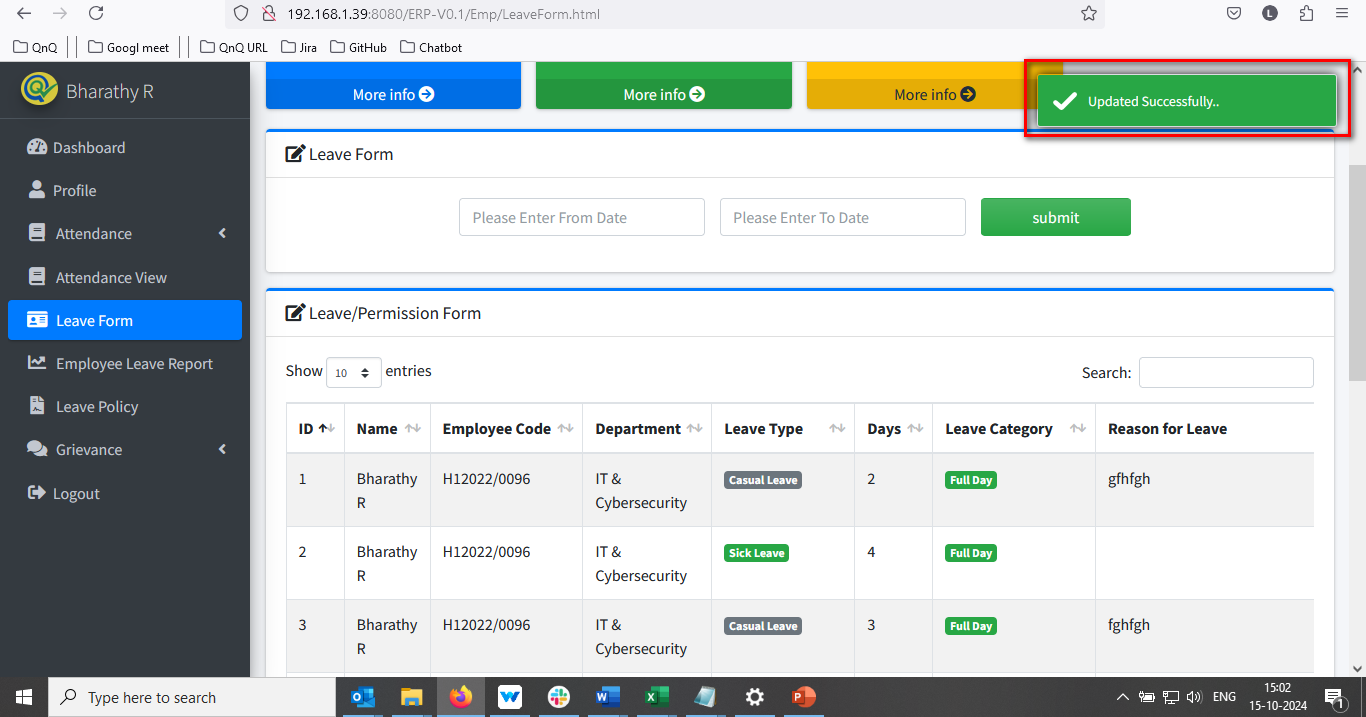 192.168.1.39:8080/ERP-V0.1/Emp/LeaveForm.html
L
QnQ
Googl meet
QnQ URL
Jira
GitHub
Chatbot
Bharathy R
Dashboard
Profile
Attendance
Attendance View
Leave Form
Employee Leave Report
Leave Policy
Grievance
Logout
More info
More info
More info
Updated Successfully..
Leave Form
Please Enter From Date
Please Enter To Date
submit
Leave/Permission Form
Show 10 entries
Search:
ID Name Employee Code Department Leave Type Days Leave Category Reason for Leave
1 Bharathy H12022/0096 IT & Casual Leave 2 Full Day gfhfgh
R Cybersecurity
2 Bharathy H12022/0096 IT & Sick Leave 4 Full Day
R Cybersecurity
3 Bharathy H12022/0096 IT & Casual Leave 3 Full Day fghfgh
R Cybersecurity
Type here to search
ENG
15:02
15-10-2024
1